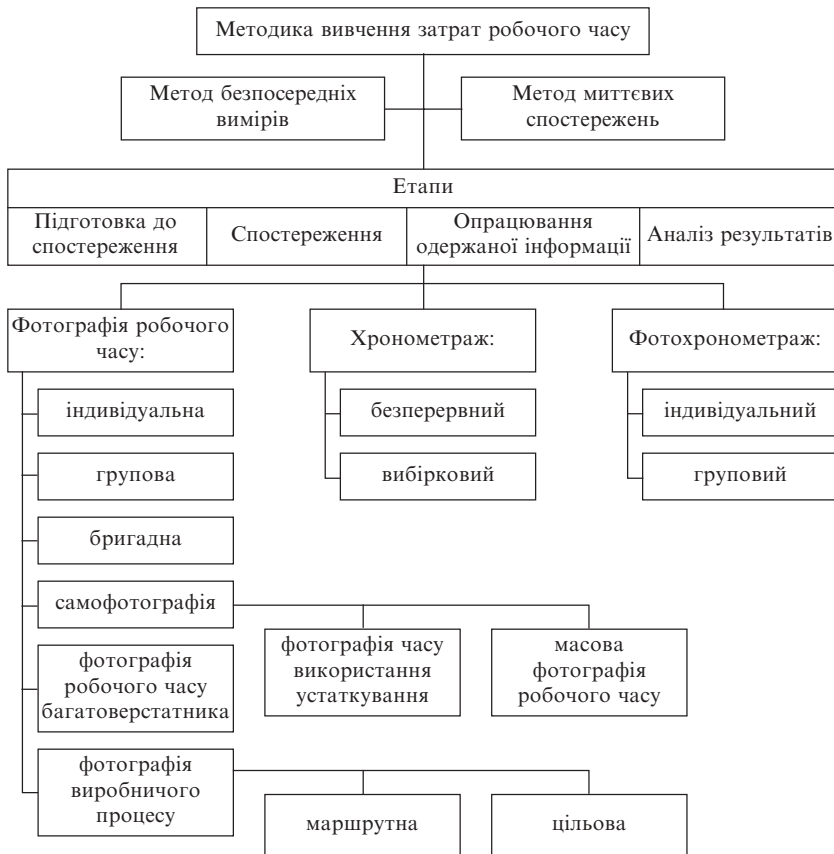 Методика вивчення затрат робочого часу
Метод безпосередніх
вимірів
Метод миттєвих
спостережень
Етапи
Підготовка до
спостереження
Спостереження
Опрацювання
одержаної інформації
Аналіз результатів
Фотографія робочого
часу:
Хронометраж:
Фотохронометраж:
індивідуальна
безперервний
індивідуальний
групова
вибірковий
груповий
бригадна
самофотографія
фотографія часу
використання
устаткування
масова
фотографія
робочого часу
фотографія
робочого часу
багатоверстатника
фотографія
виробничого
процесу
маршрутна
цільова